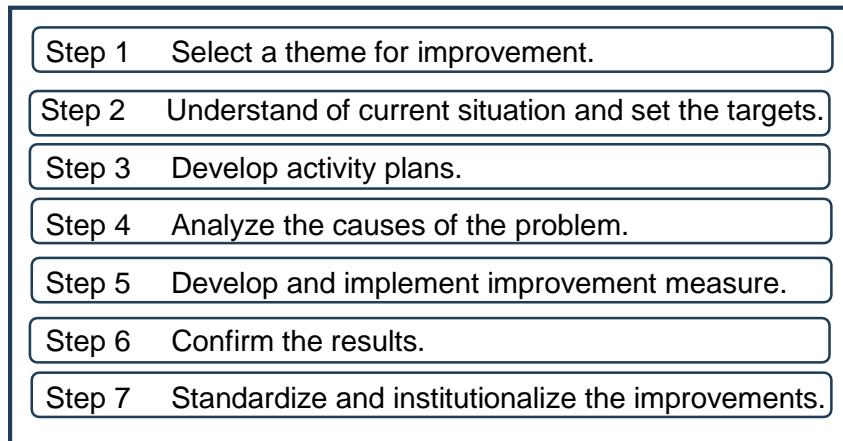 Step 1 Select a theme for improvement.
Step 2 Understand of current situation and set the targets.
Step 3 Develop activity plans.
Step 4 Analyze the causes of the problem.
Step 5 Develop and implement improvement measure.
Step 6 Confirm the results.
Step 7 Standardize and institutionalize the improvements.